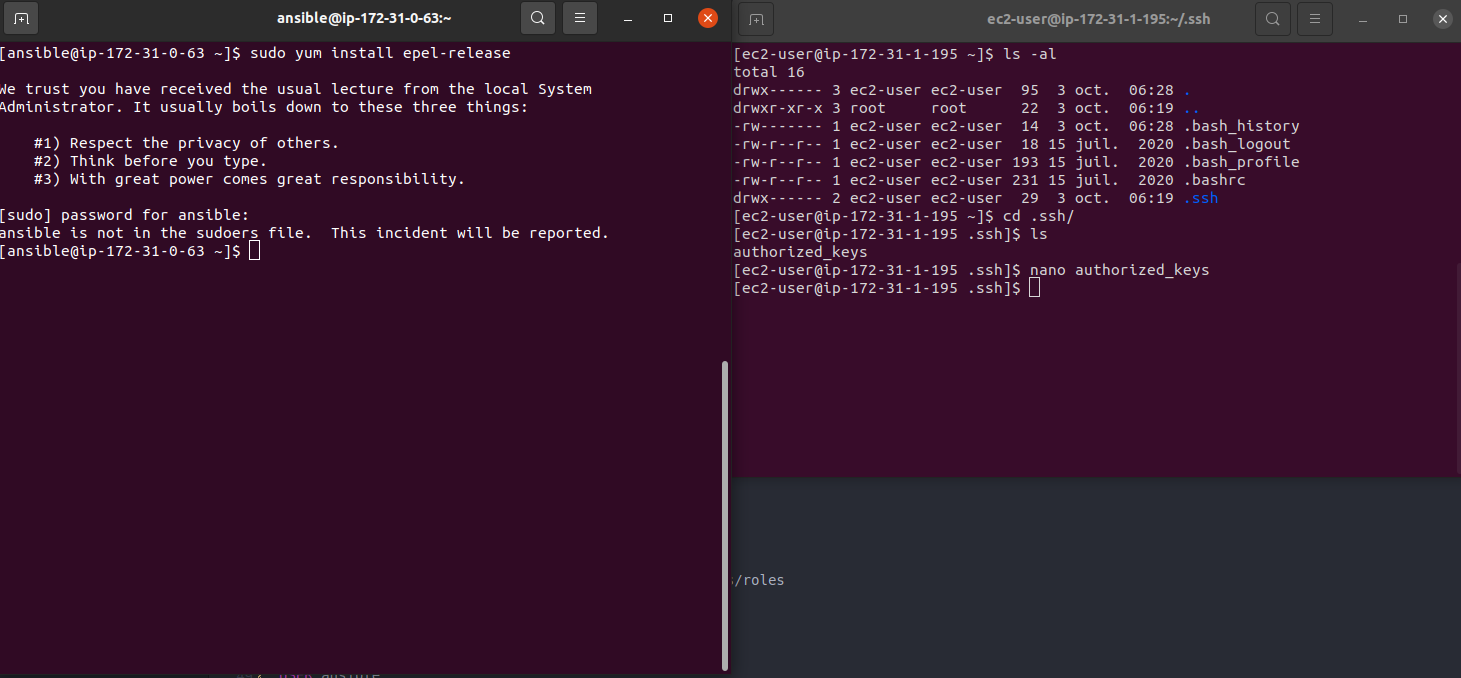 ansible@ip-172-31-0-63:~
[ansible@ip-172-31-0-63 ~]$ sudo yum install epel-release
We trust you have received the usual lecture from the local System
Administrator. It usually boils down to these three things:
#1) Respect the privacy of others.
#2) Think before you type.
#3) With great power comes great responsibility.
[sudo] password for ansible:
ansible is not in the sudoers file.  This incident will be reported.
[ansible@ip-172-31-0-63 ~]$
ec2-user@ip-172-31-1-195:~/.ssh
[ec2-user@ip-172-31-1-195 ~]$ ls -al
total 16
drwx------ 3 ec2-user ec2-user  95  3 oct.  06:28 .
drwxr-xr-x 3 root     root      22  3 oct.  06:19 ..
-rw------- 1 ec2-user ec2-user  14  3 oct.  06:28 .bash_history
-rw-r--r-- 1 ec2-user ec2-user  18 15 juil.  2020 .bash_logout
-rw-r--r-- 1 ec2-user ec2-user 193 15 juil.  2020 .bash_profile
-rw-r--r-- 1 ec2-user ec2-user 231 15 juil.  2020 .bashrc
drwx------ 2 ec2-user ec2-user  29  3 oct.  06:19 .ssh
[ec2-user@ip-172-31-1-195 ~]$ cd .ssh/
[ec2-user@ip-172-31-1-195 .ssh]$ ls
authorized_keys
[ec2-user@ip-172-31-1-195 .ssh]$ nano authorized_keys
[ec2-user@ip-172-31-1-195 .ssh]$
/roles